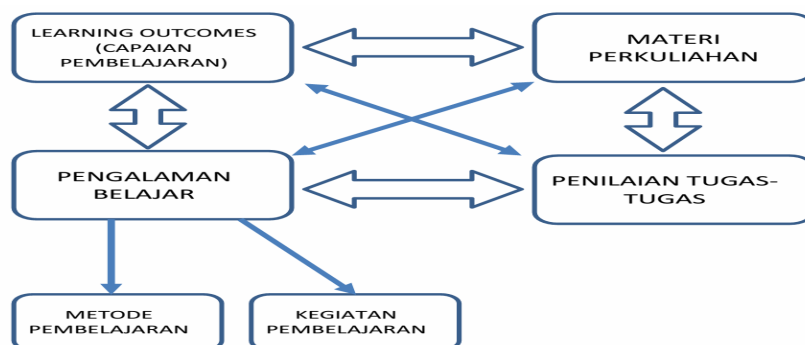 LEARNING OUTCOMES
(CAPAIAN
PEMBELAJARAN)
MATERI
PERKULIAHAN
PENGALAMAN
BELAJAR
PENILAIAN TUGAS-
TUGAS
METODE
PEMBELAJARAN
KEGIATAN
PEMBELAJARAN